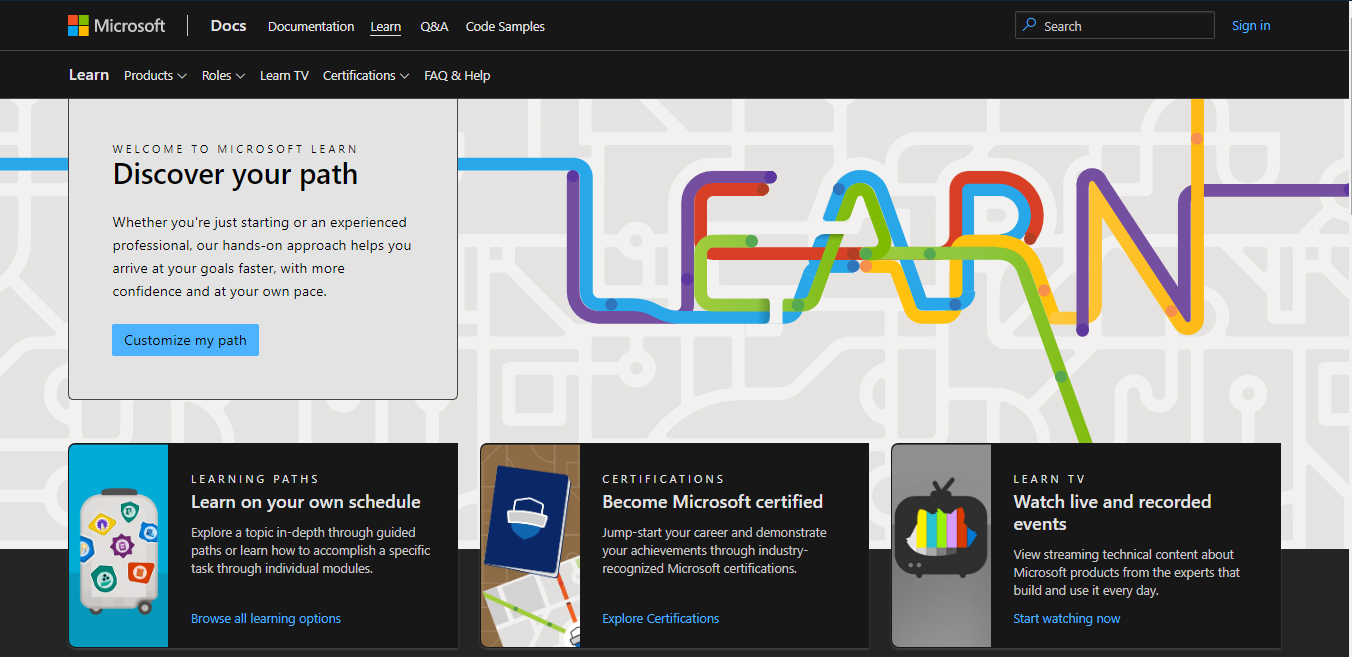 Microsoft Docs Documentation Learn Q&A Code Samples Search Sign in
Learn Products Roles Learn TV Certifications FAQ & Help
WELCOME TO MICROSOFT LEARN
Discover your path
Whether you're just starting or an experienced
professional, our hands-on approach helps you
arrive at your goals faster, with more
confidence and at your own pace.
Customize my path
LEARN
LEARNING PATHS
Learn on your own schedule
Explore a topic in-depth through guided
paths or learn how to accomplish a specific
task through individual modules.
Browse all learning options
CERTIFICATIONS
Become Microsoft certified
Jump-start your career and demonstrate
your achievements through industry-
recognized Microsoft certifications.
Explore Certifications
LEARN TV
Watch live and recorded
events
View streaming technical content about
Microsoft products from the experts that
build and use it every day.
Start watching now